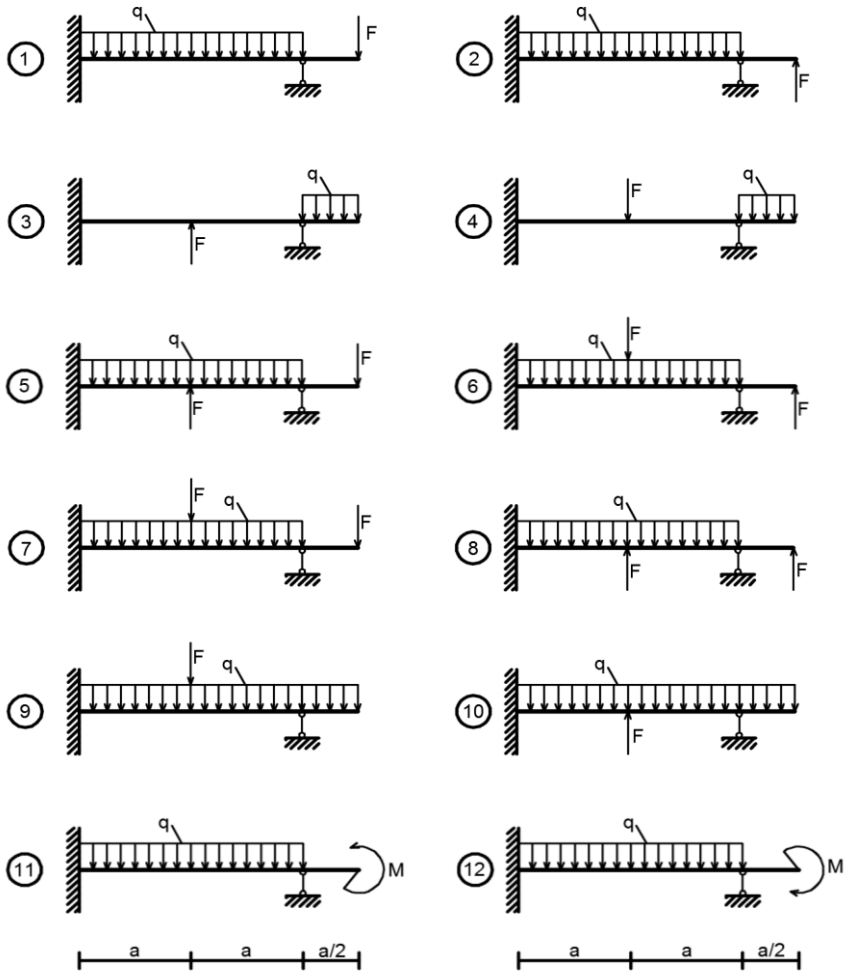 1 q F
2 q F
3 F q
4 F q
5 q F F
6 q F F
7 F q F
8 q F F
9 F q
10 q F
11 q M
12 q M
a a a/2 a a a/2